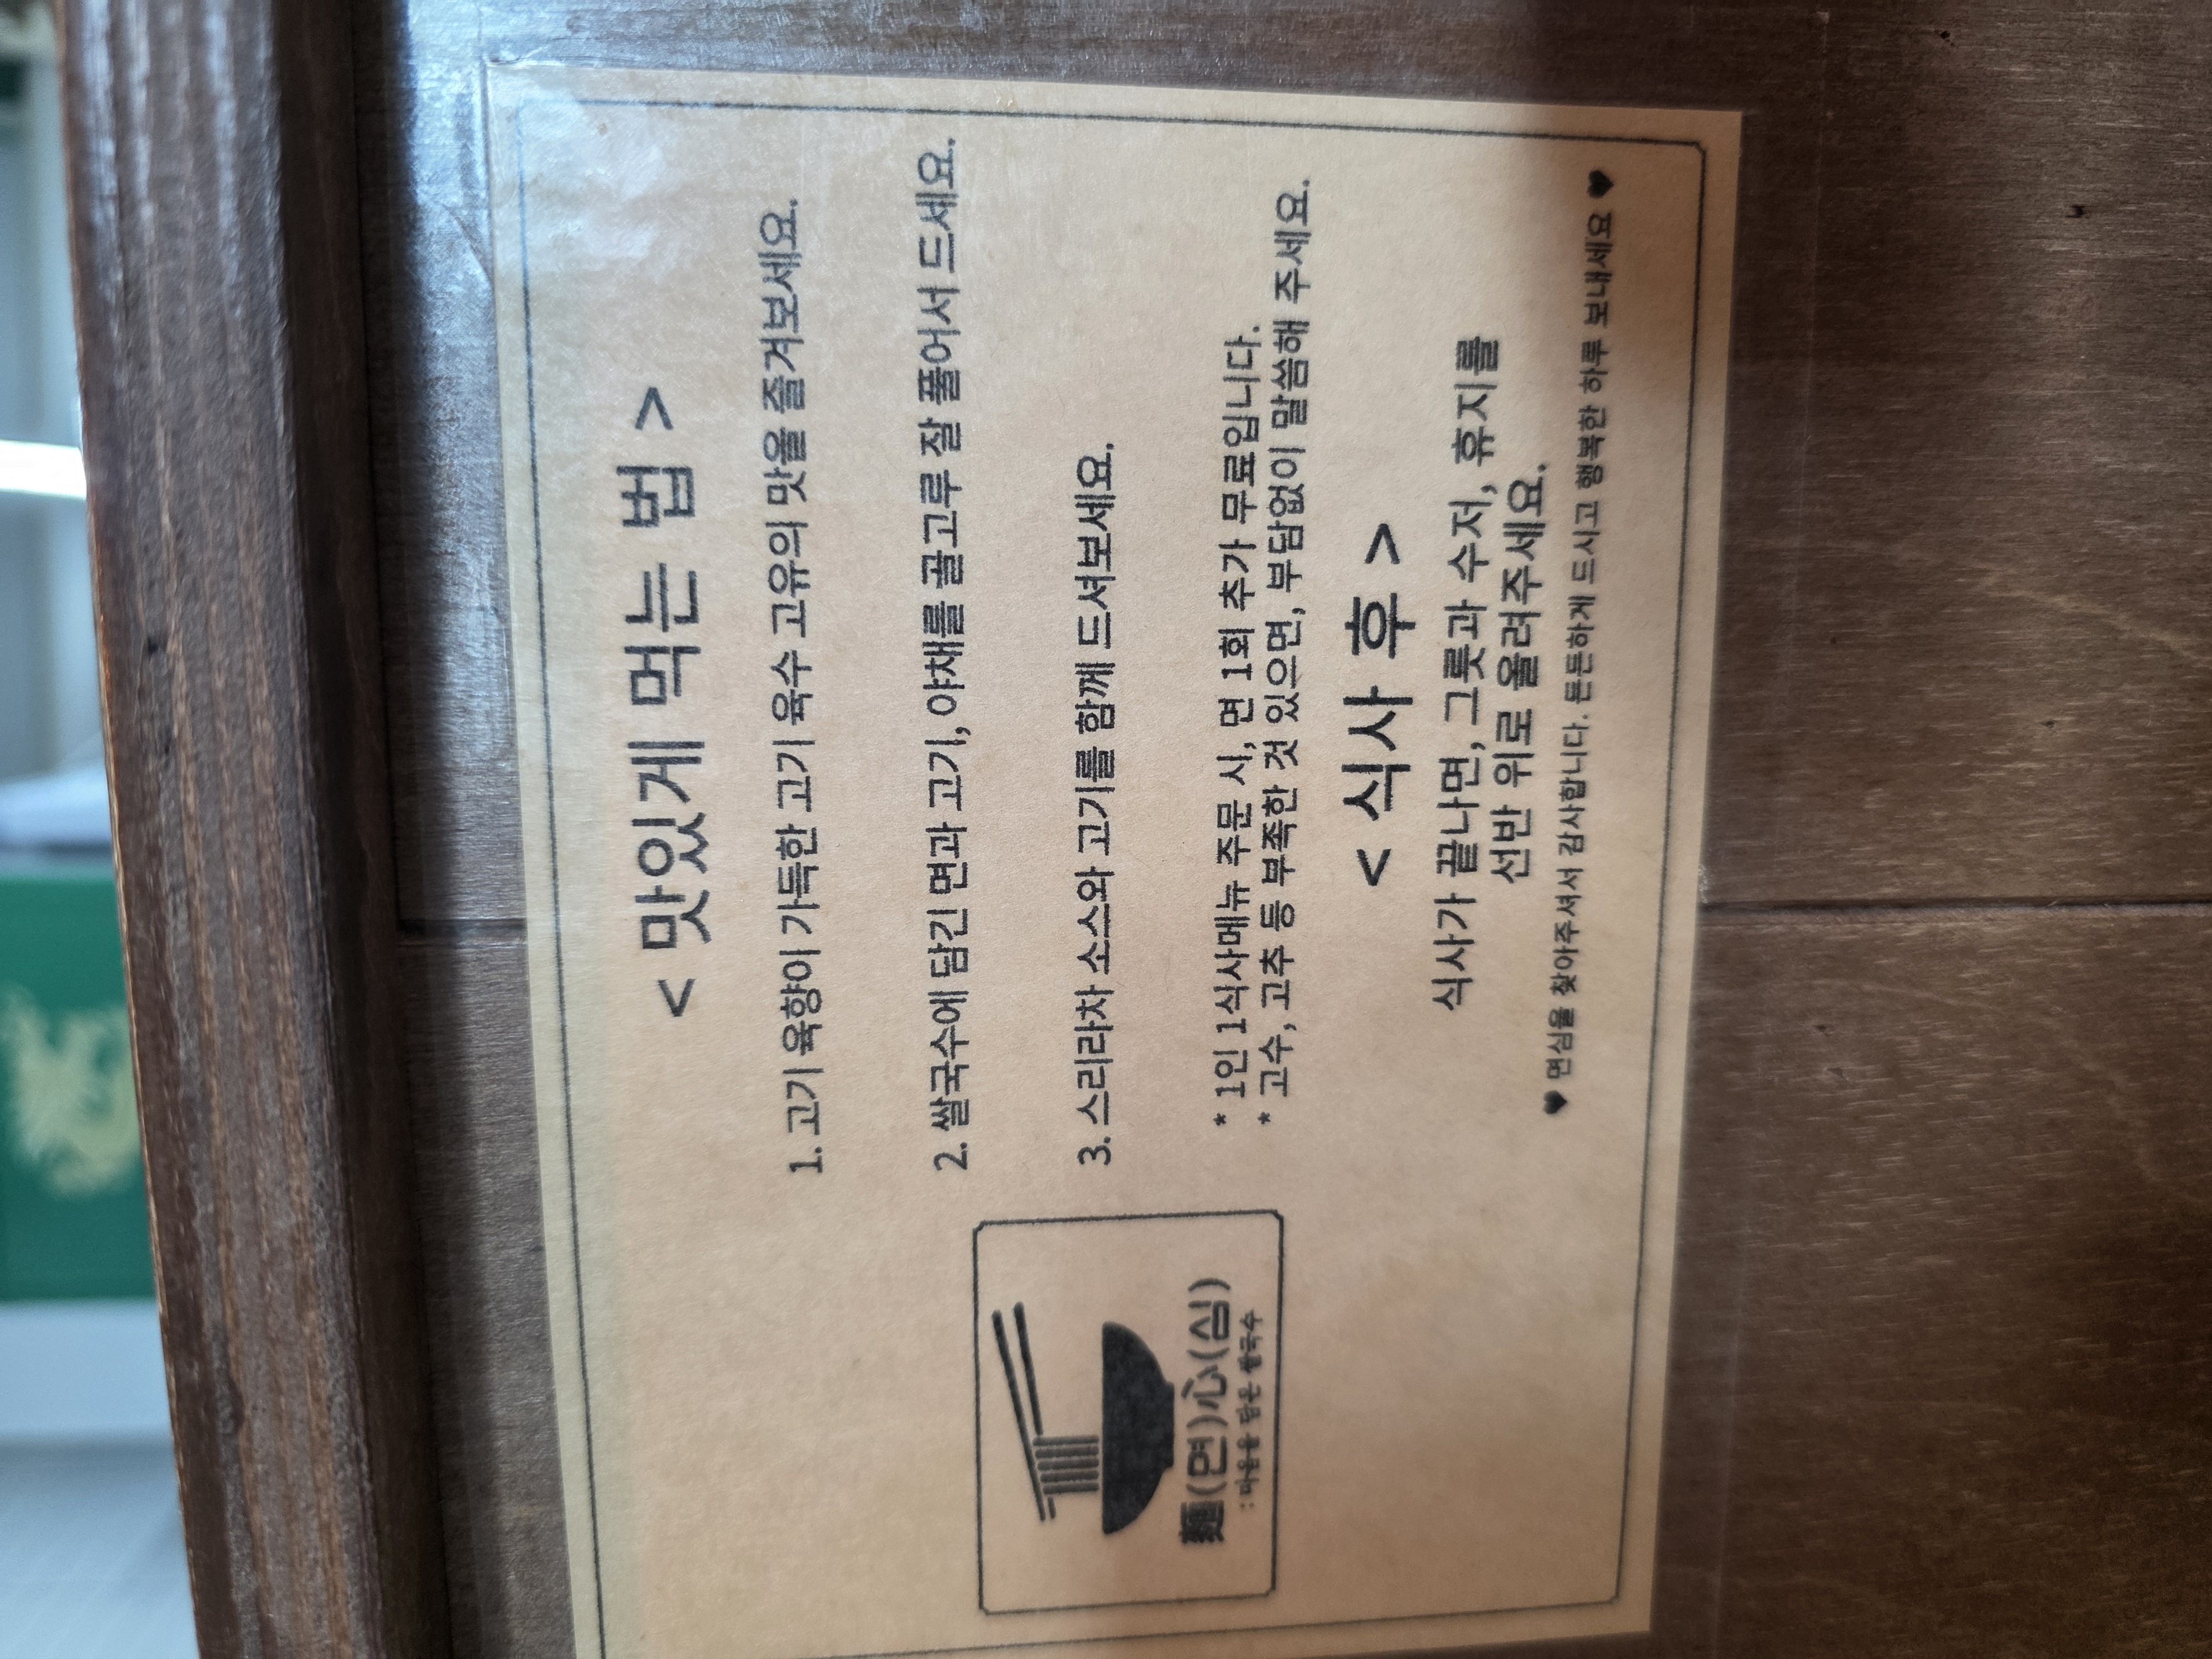 < 맛있게 먹는 법 >
1. 고기 육향이 가득한 고기 육수 고유의 맛을 즐겨보세요.
2. 쌀국수에 담긴 면과 고기, 야채를 골고루 잘 풀어서 드세요.
3. 스리라차 소스와 고기를 함께 드셔보세요.
* 1인 1식사메뉴 주문 시, 면 1회 추가 무료입니다.
* 고수, 고추 등 부족한 것 있으면, 부담없이 말씀해 주세요.
< 식사 후 >
식사가 끝나면, 그릇과 수저, 휴지를
선반 위로 올려주세요.
♥ 면심을 찾아주셔서 감사합니다. 든든하게 드시고 행복한 하루 보내세요 ♥
麵(면)心(심)
: 마음을 담은 쌀국수